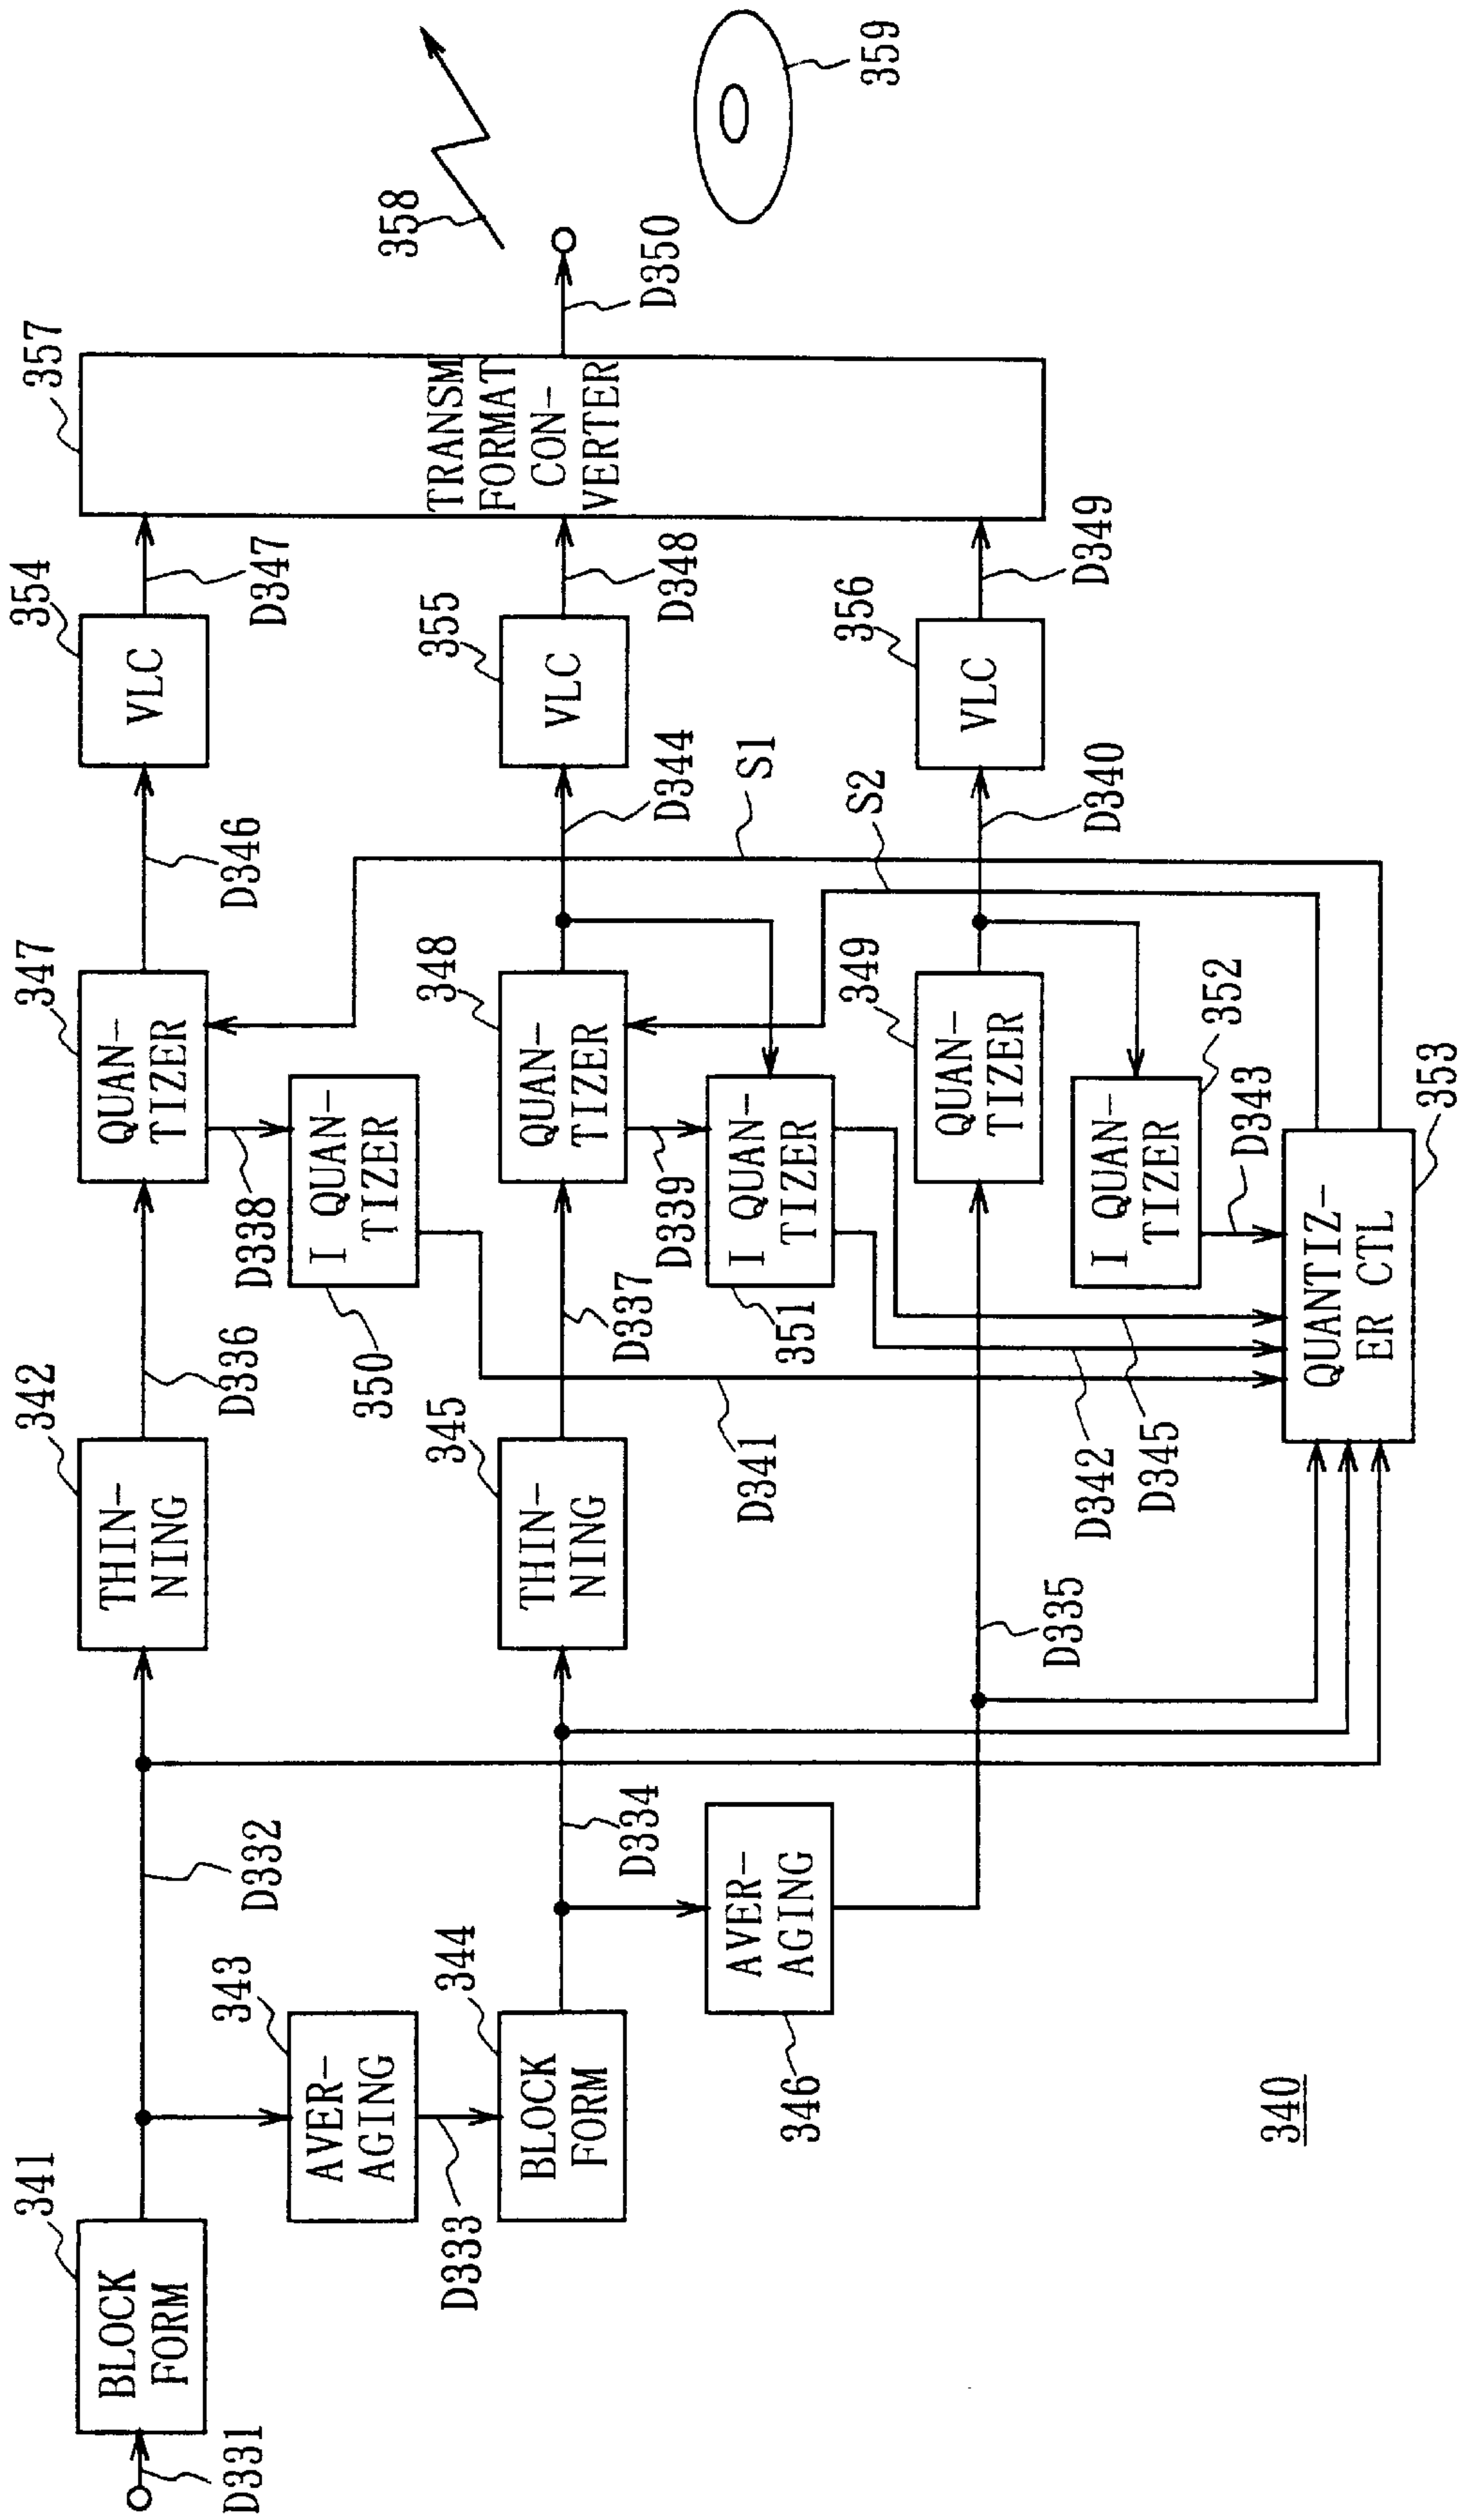 341
BLOCK
FORM
D331
D332
342
THIN-
NING
D336
347
QUAN-
TIZER
D346
354
VLC
D347
357
TRANSM
FORMAT
CON-
VERTER
358
D350
359
343
AVER-
AGING
D333
344
BLOCK
FORM
D334
345
THIN-
NING
D337
D338
I QUAN-
TIZER
350
D341
348
QUAN-
TIZER
D339
D344
355
VLC
D348
S1
346
AVER-
AGING
D335
I QUAN-
TIZER
351
D342
D345
349
QUAN-
TIZER
S2
D340
356
VLC
D349
352
I QUAN-
TIZER
D343
353
QUANTIZ-
ER CTL
340